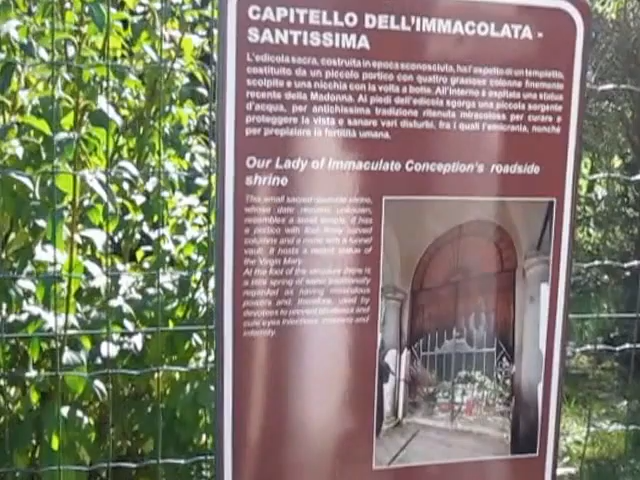 CAPITELLO DELL'IMMACOLATA -
SANTISSIMA
L'edicola sacra, costruita in epoca sconosciuta, ha l'aspetto di un tempietto,
costituito da un piccolo portico con quattro graziose colonne finemente
scolpite e una nicchia con la volta a botte. All'interno è ospitata una statua
recente della Madonna. Ai piedi dell'edicola sgorga una piccola sorgente
d'acqua, per antichissima tradizione ritenuta miracolosa per curare e
proteggere la vista e sanare vari disturbi, fra i quali l'emicrania, nonché
per propiziare la fertilità umana.
Our Lady of Immaculate Conception's roadside
shrine
This small sacred roadside shrine,
whose date remains unknown,
resembles a small temple. It has
a portico with four finely carved
columns and a niche with a tunnel
vault. It hosts a recent statue of
the Virgin Mary.
At the foot of the structure there is
a little spring of water traditionally
regarded as having miraculous
powers and, therefore, used by
devotees to prevent blindness and
cure eyes infections, migraine and
infertility.